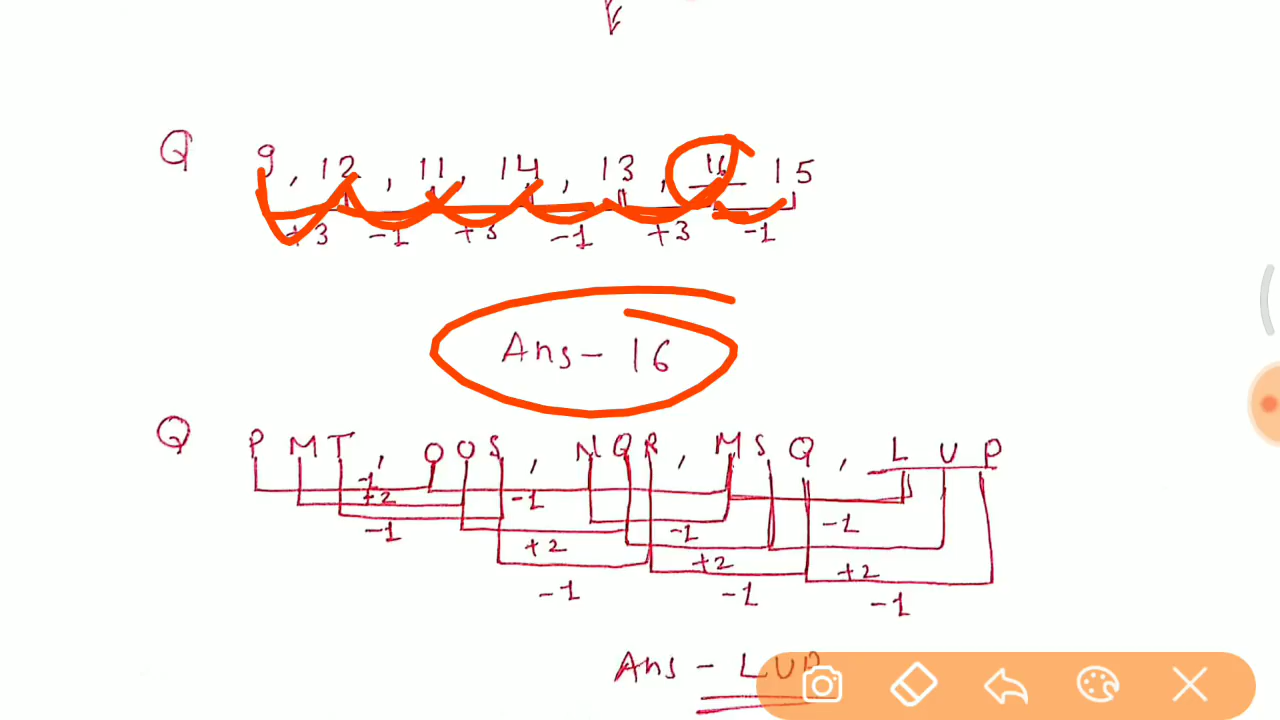 Q 9, 12, 11, 14, 13, 16 15
+3 -1 +3 -1 +3 -1
Ans- 16
Q PMT, OOS, NQR, MSQ, LUP
-1 +2 -1 -1 +2 -1 -1 +2 -1 -1 +2 -1
Ans - LUP